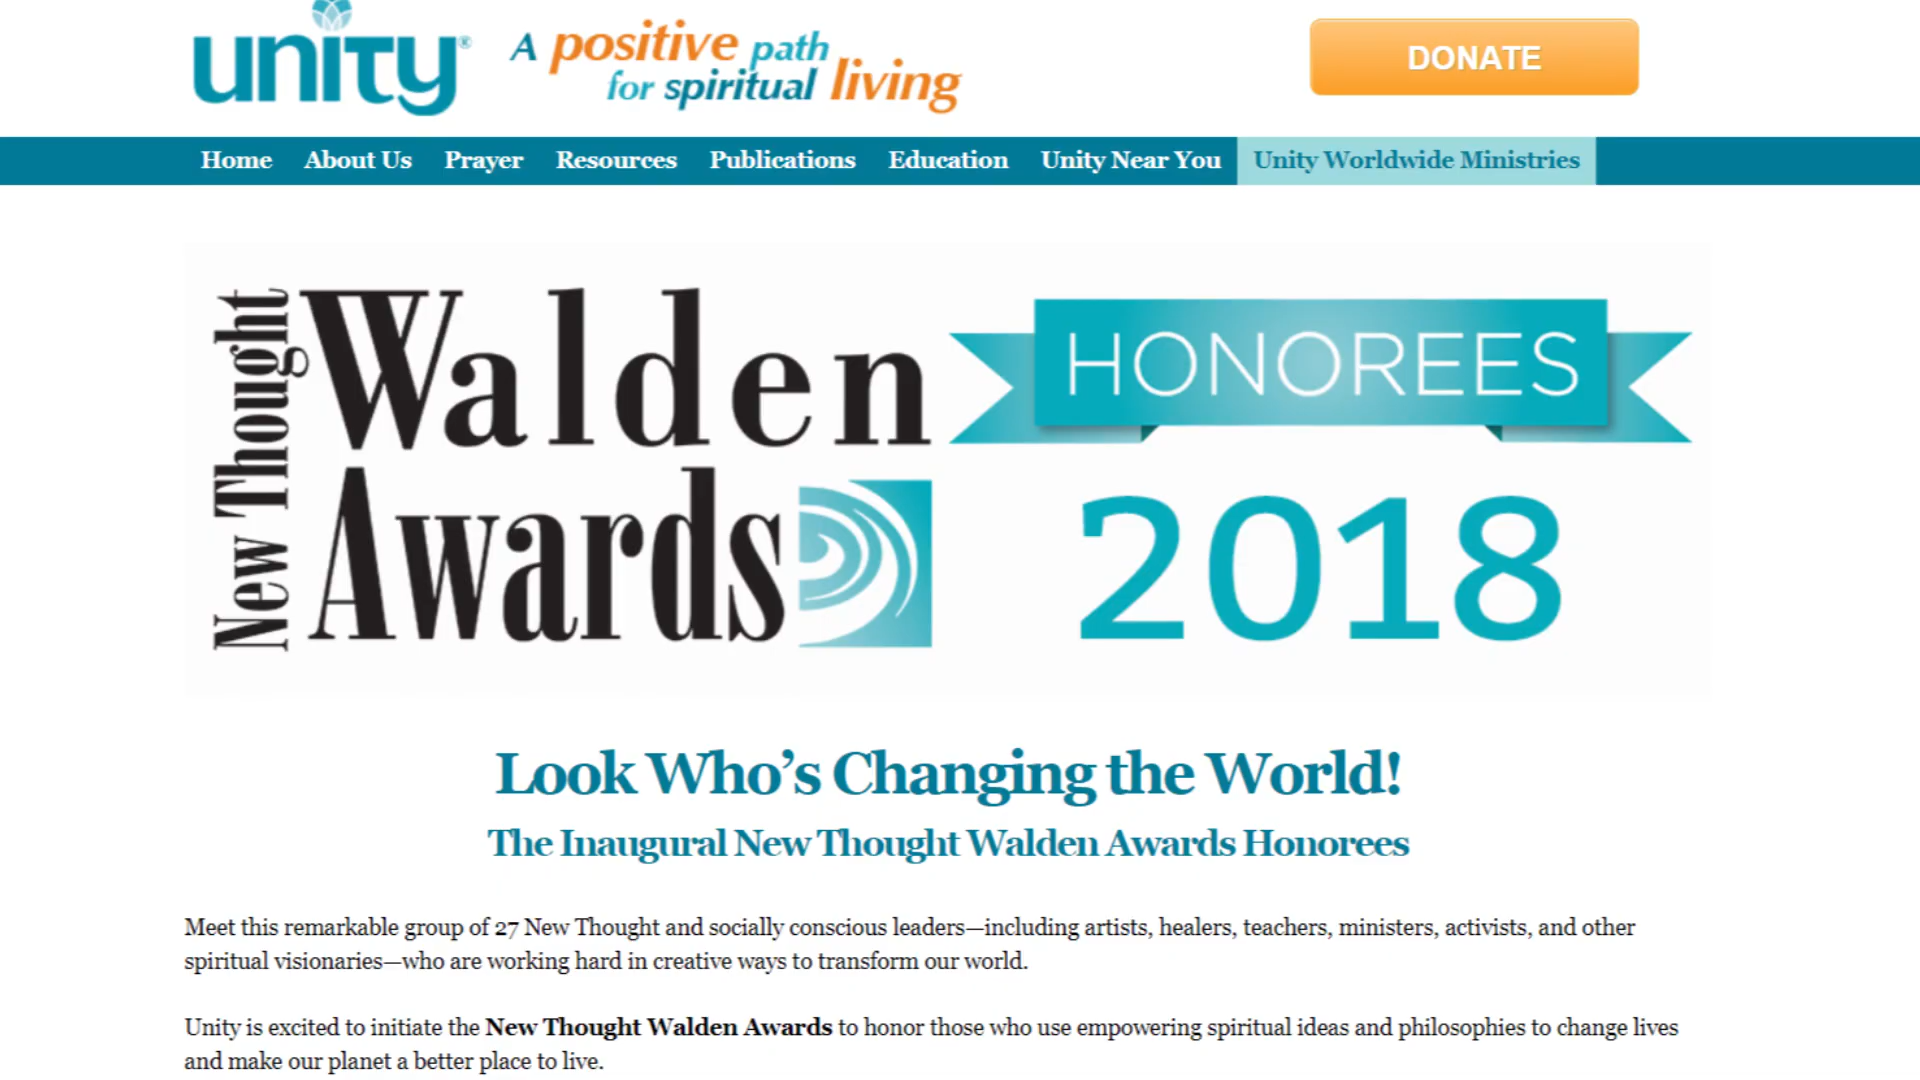 unity®
A positive path
for spiritual living
DONATE
Home About Us Prayer Resources Publications Education Unity Near You Unity Worldwide Ministries
New Thought
Walden
Awards
HONOREES
2018
Look Who’s Changing the World!
The Inaugural New Thought Walden Awards Honorees
Meet this remarkable group of 27 New Thought and socially conscious leaders—including artists, healers, teachers, ministers, activists, and other
spiritual visionaries—who are working hard in creative ways to transform our world.
Unity is excited to initiate the New Thought Walden Awards to honor those who use empowering spiritual ideas and philosophies to change lives
and make our planet a better place to live.